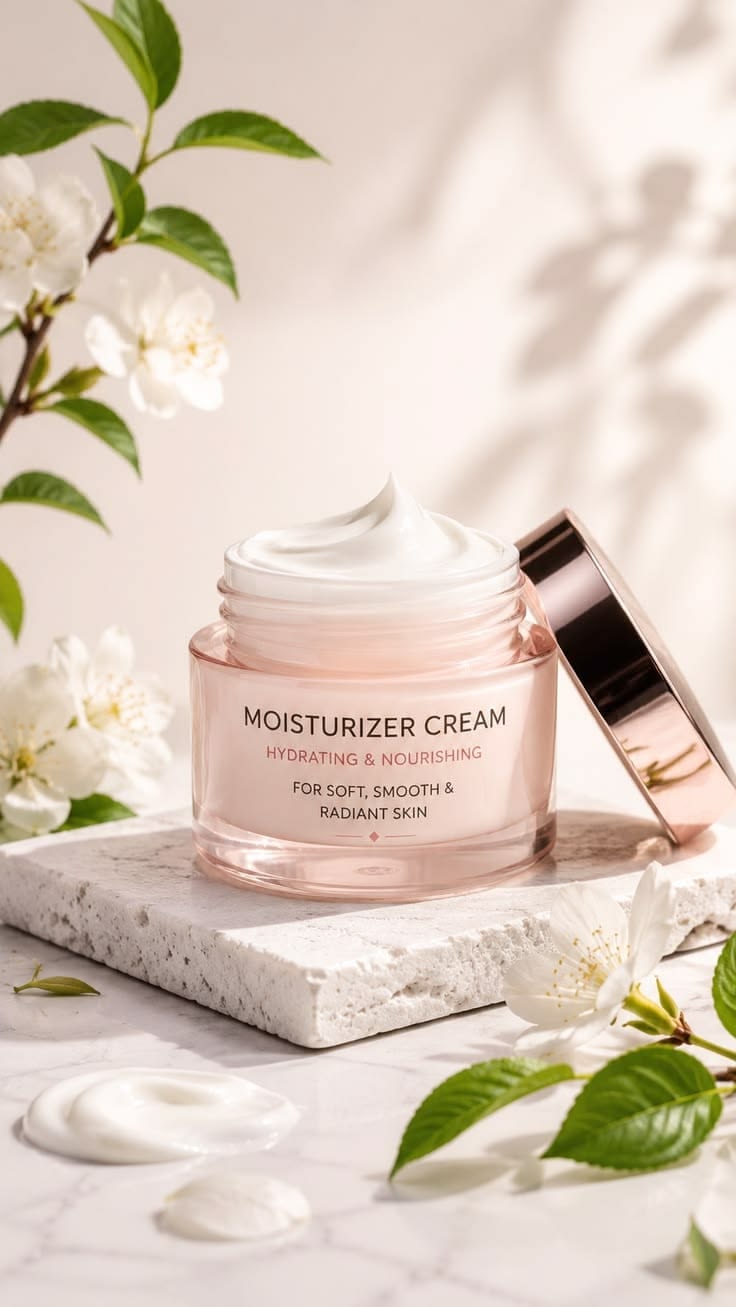 MOISTURIZER CREAM
HYDRATING & NOURISHING
FOR SOFT, SMOOTH &
RADIANT SKIN